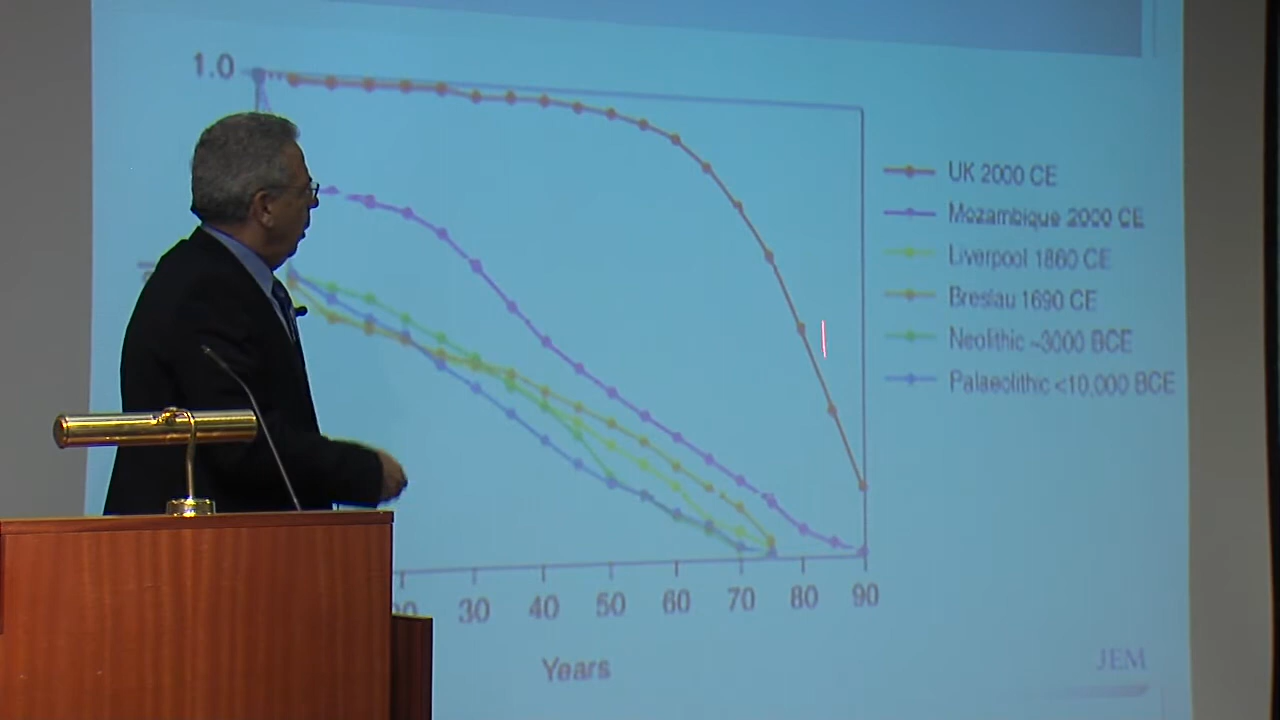 1.0
UK 2000 CE
Mozambique 2000 CE
Liverpool 1860 CE
Breslau 1690 CE
Neolithic ~3000 BCE
Palaeolithic <10,000 BCE
30 40 50 60 70 80 90
Years
JEM